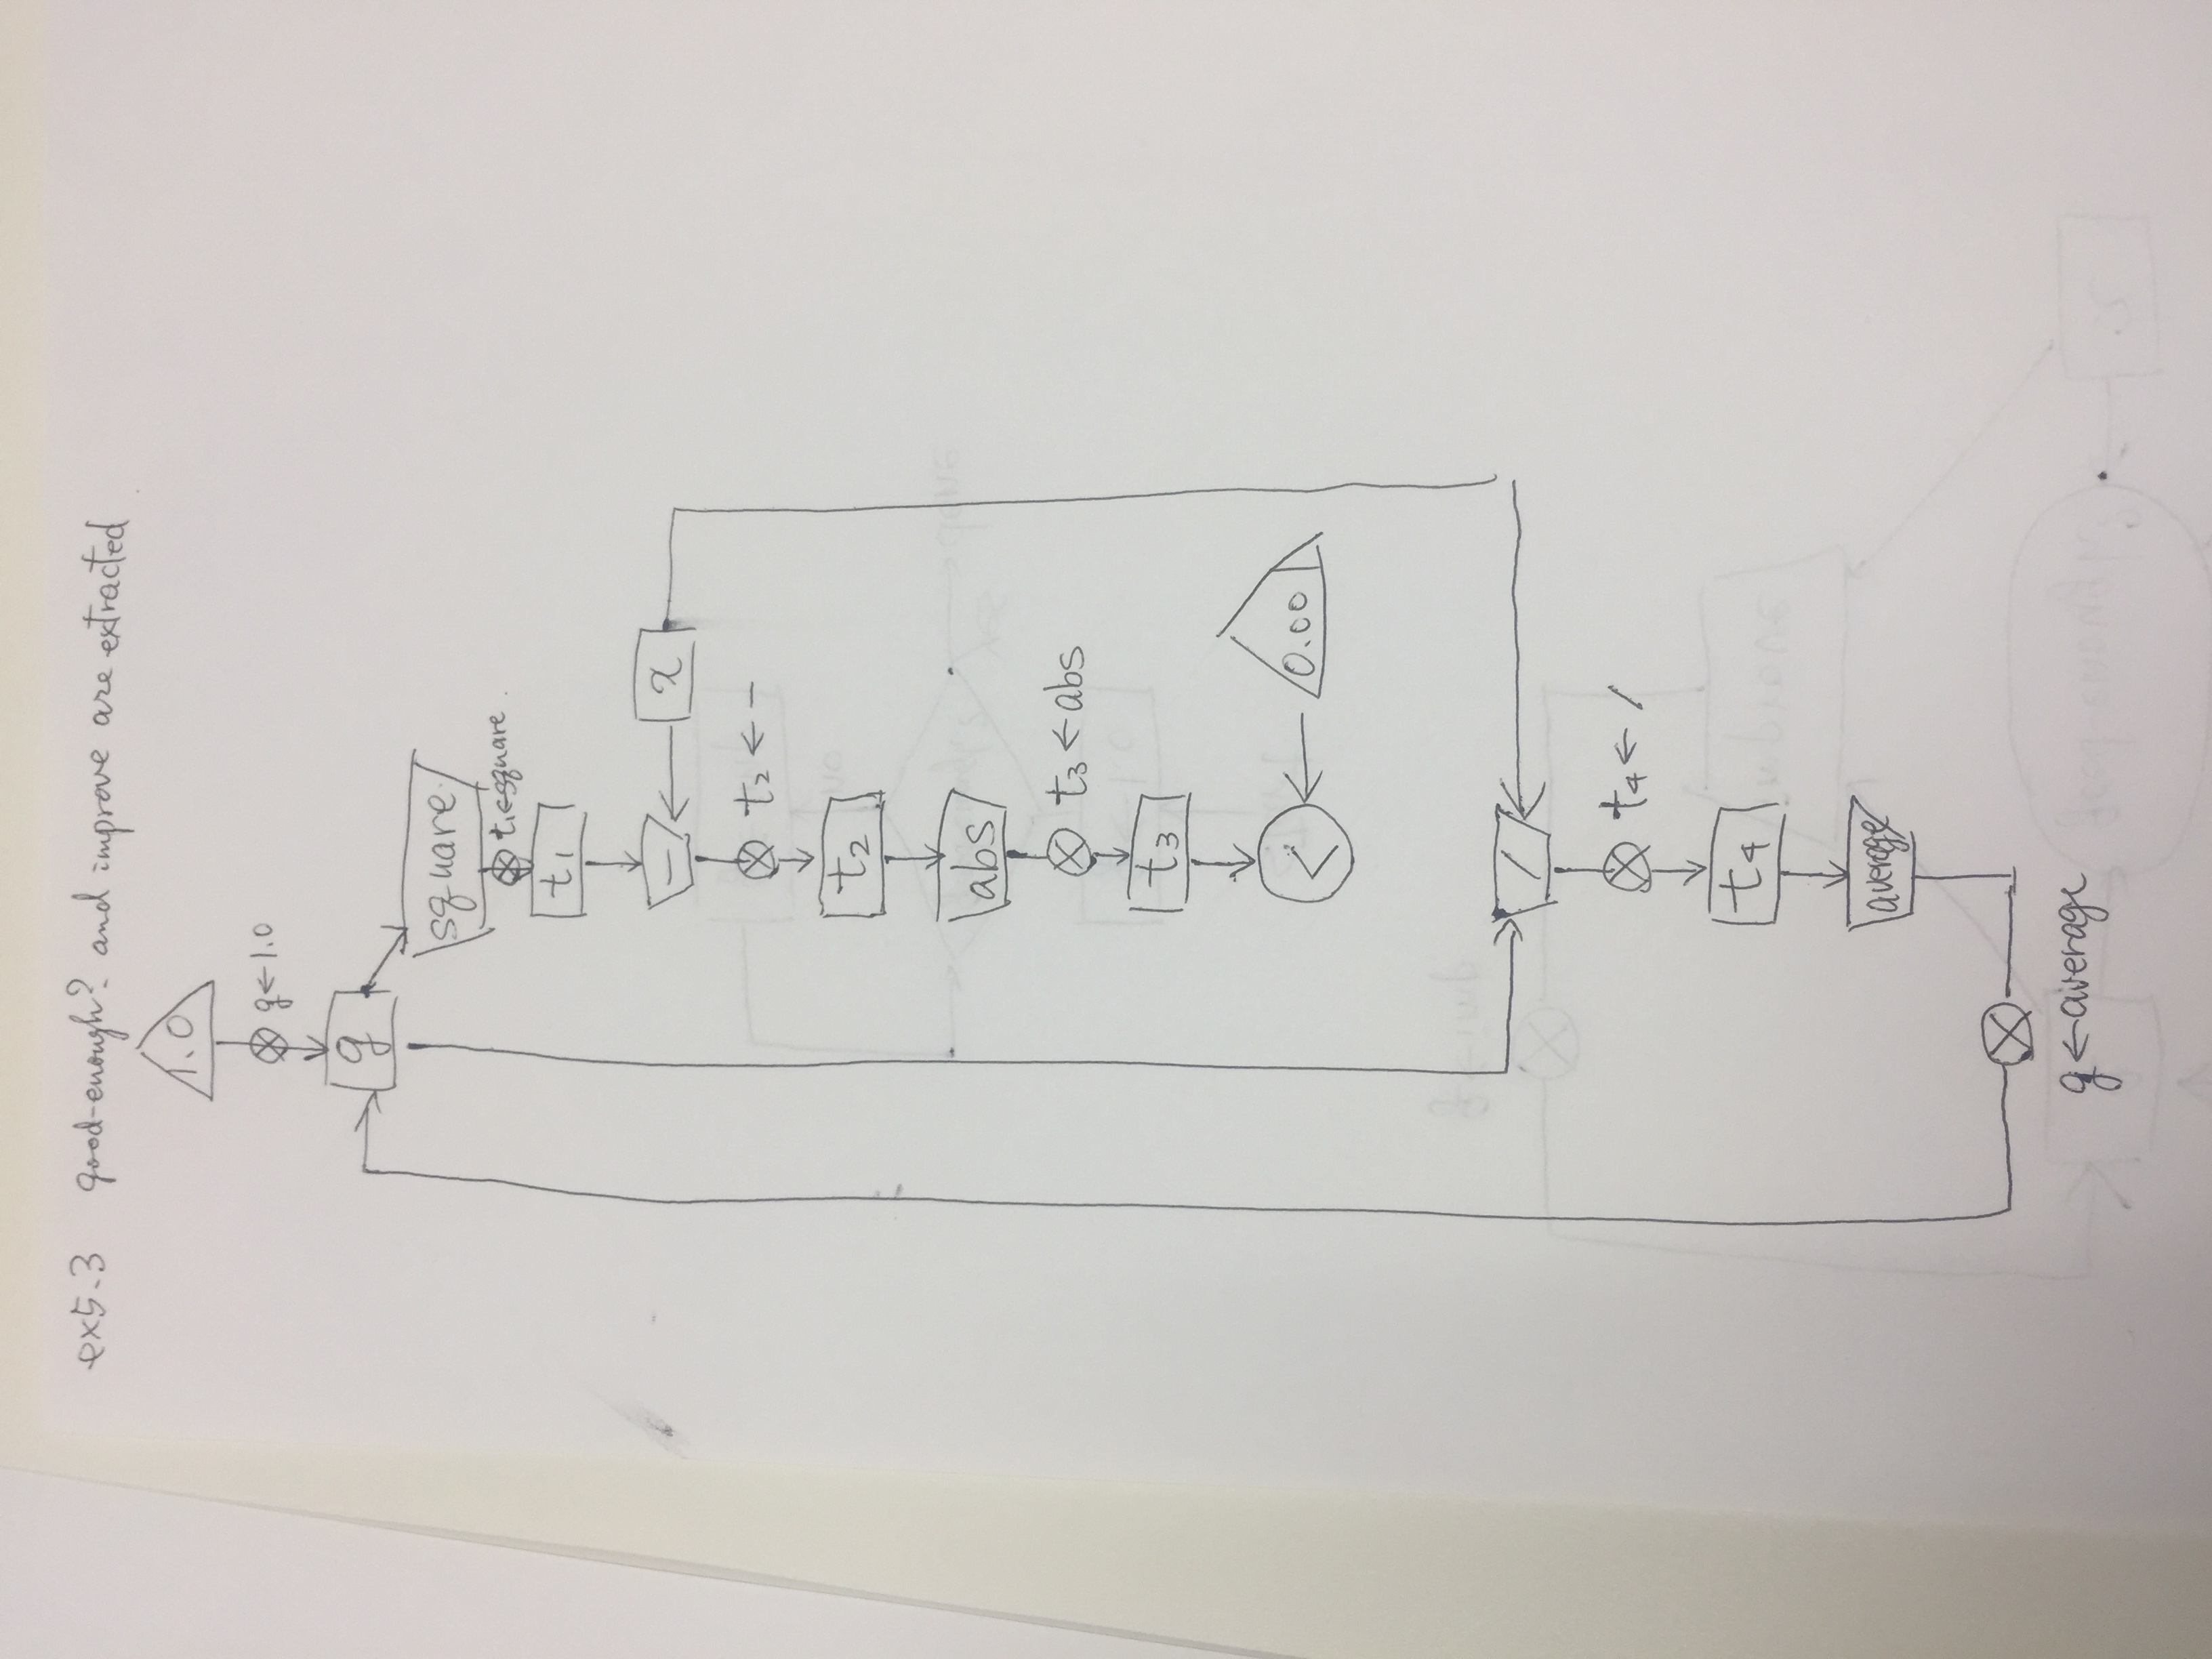 ex5.3 good-enough? and improve are extracted
1.0
g←1.0
g
square
t₁←square
t₁
−
x
t₂ ← −
t₂
abs
t₃ ← abs
t₃
<
0.001
/
t₄ ← /
t₄
average
g←average